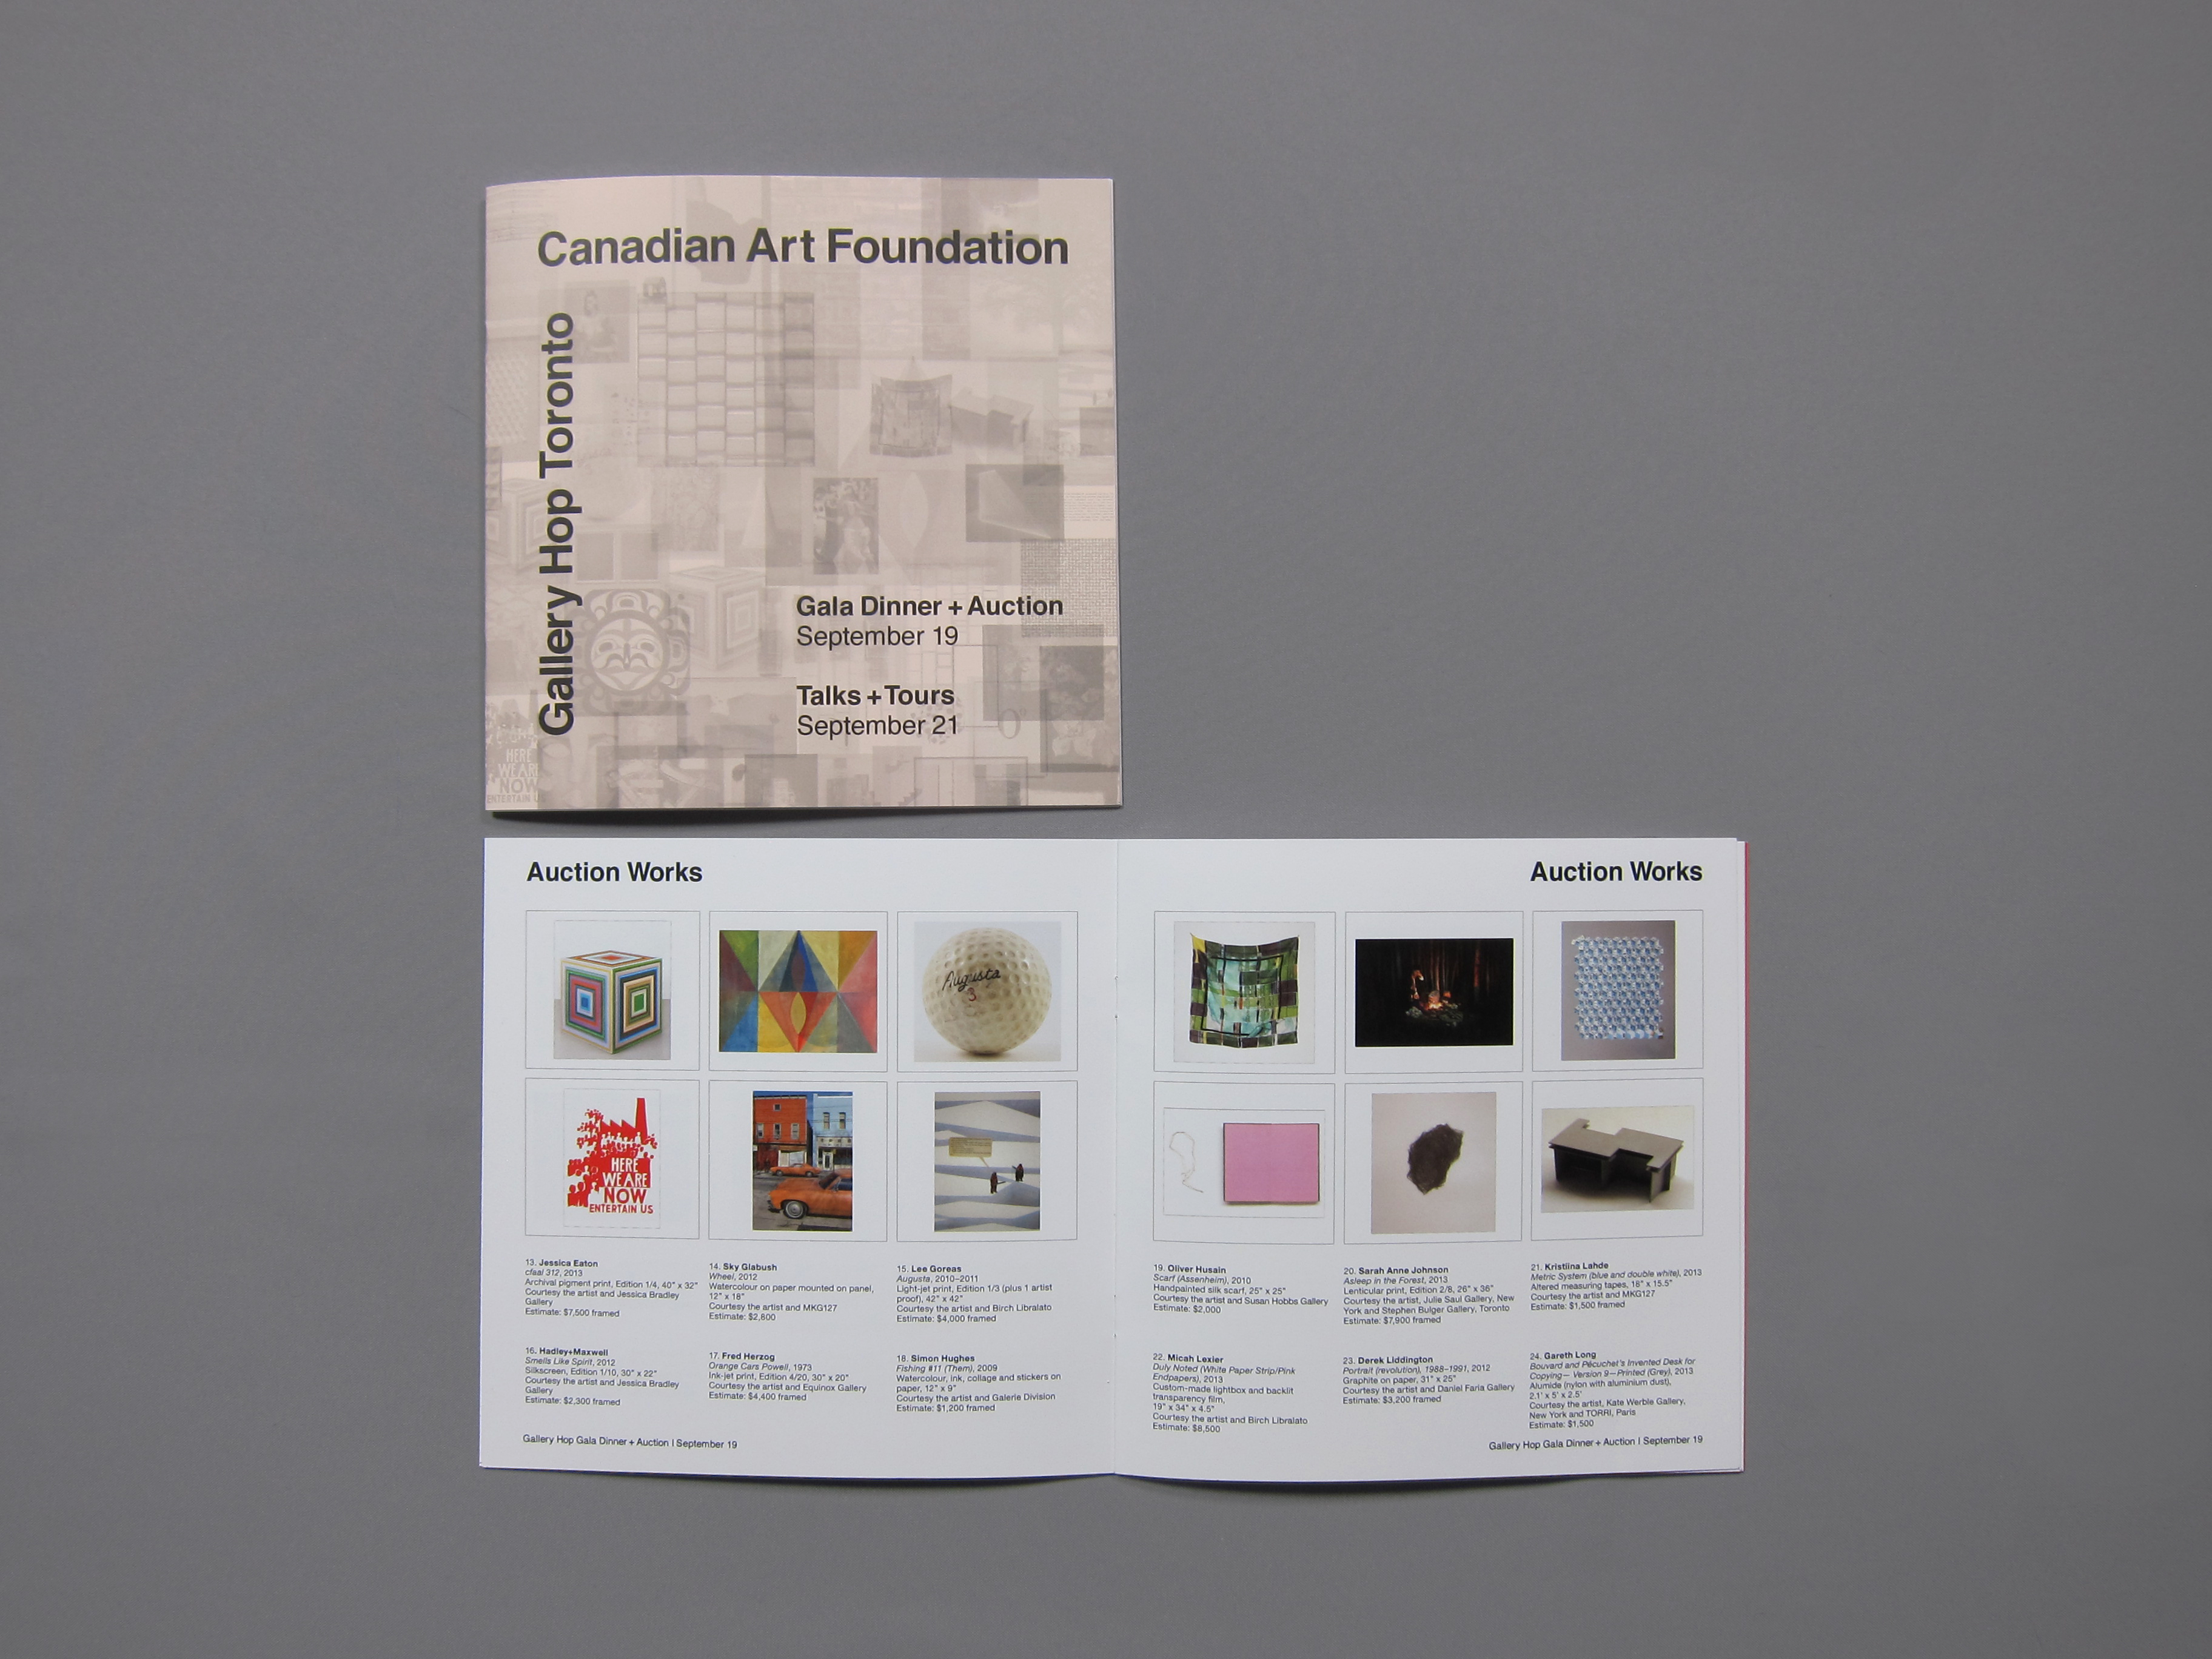 Canadian Art Foundation
Gallery Hop Toronto
Gala Dinner + Auction
September 19
Talks + Tours
September 21
HERE
WE ARE
NOW
ENTERTAIN U
Auction Works
Augusta
3
HERE
WE ARE
NOW
ENTERTAIN US
13. Jessica Eaton
cfaal 312, 2013
Archival pigment print, Edition 1/4, 40" x 32"
Courtesy the artist and Jessica Bradley
Gallery
Estimate: $7,500 framed
14. Sky Glabush
Wheel, 2012
Watercolour on paper mounted on panel,
12" x 18"
Courtesy the artist and MKG127
Estimate: $2,800
15. Lee Goreas
Augusta, 2010–2011
Light-jet print, Edition 1/3 (plus 1 artist
proof), 42" x 42"
Courtesy the artist and Birch Libralato
Estimate: $4,000 framed
16. Hadley+Maxwell
Smells Like Spirit, 2012
Silkscreen, Edition 1/10, 30" x 22"
Courtesy the artist and Jessica Bradley
Gallery
Estimate: $2,300 framed
17. Fred Herzog
Orange Cars Powell, 1973
Ink-jet print, Edition 4/20, 30" x 20"
Courtesy the artist and Equinox Gallery
Estimate: $4,400 framed
18. Simon Hughes
Fishing #11 (Them), 2009
Watercolour, ink, collage and stickers on
paper, 12" x 9"
Courtesy the artist and Galerie Division
Estimate: $1,200 framed
Gallery Hop Gala Dinner + Auction | September 19
Auction Works
19. Oliver Husain
Scarf (Assenheim), 2010
Handpainted silk scarf, 25" x 25"
Courtesy the artist and Susan Hobbs Gallery
Estimate: $2,000
20. Sarah Anne Johnson
Asleep in the Forest, 2013
Lenticular print, Edition 2/8, 26" x 36"
Courtesy the artist, Julie Saul Gallery, New
York and Stephen Bulger Gallery, Toronto
Estimate: $7,900 framed
21. Kristiina Lahde
Metric System (blue and double white), 2013
Altered measuring tapes, 18" x 15.5"
Courtesy the artist and MKG127
Estimate: $1,500 framed
22. Micah Lexier
Duly Noted (White Paper Strip/Pink
Endpapers), 2013
Custom-made lightbox and backlit
transparency film,
19" x 34" x 4.5"
Courtesy the artist and Birch Libralato
Estimate: $8,500
23. Derek Liddington
Portrait (revolution), 1988–1991, 2012
Graphite on paper, 31" x 25"
Courtesy the artist and Daniel Faria Gallery
Estimate: $3,200 framed
24. Gareth Long
Bouvard and Pécuchet's Invented Desk for
Copying— Version 9—Printed (Grey), 2013
Alumide (nylon with aluminium dust),
2.1' x 5' x 2.5'
Courtesy the artist, Kate Werble Gallery,
New York and TORRI, Paris
Estimate: $1,500
Gallery Hop Gala Dinner + Auction | September 19